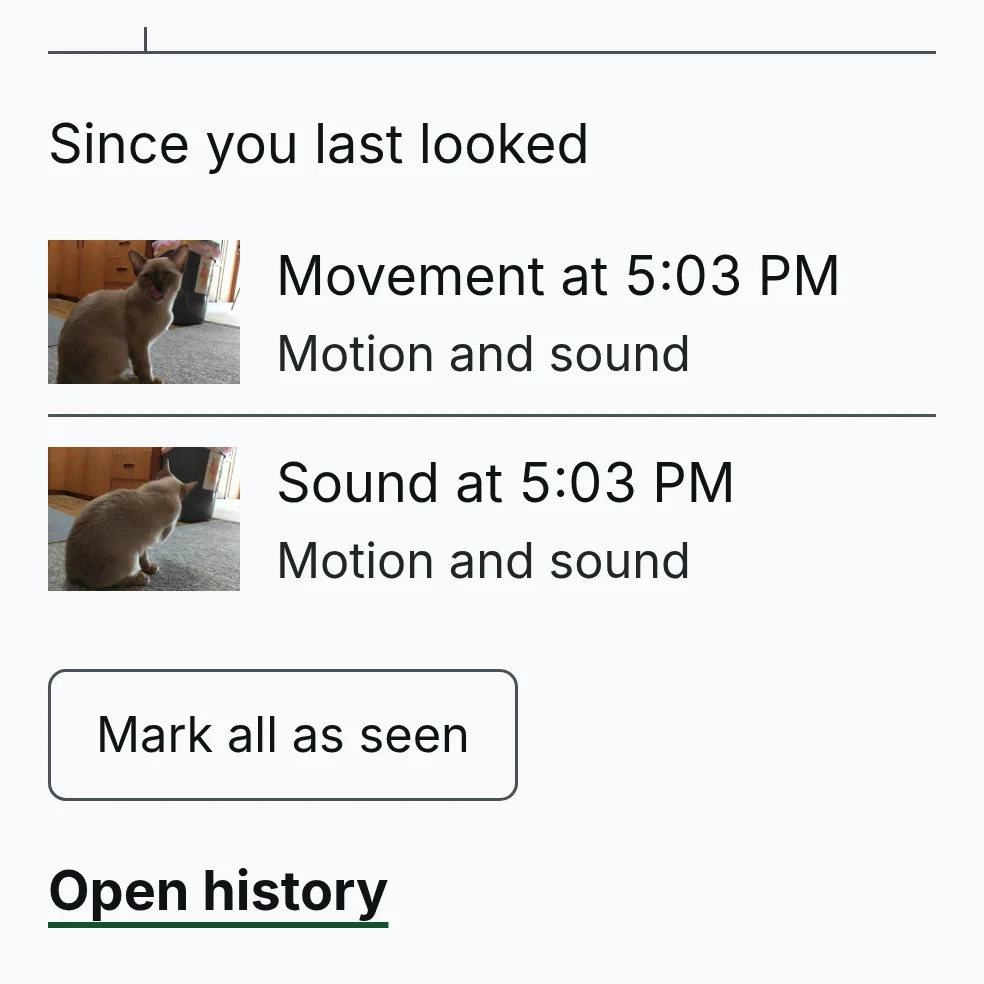 Since you last looked
Movement at 5:03 PM
Motion and sound
Sound at 5:03 PM
Motion and sound
Mark all as seen
Open history